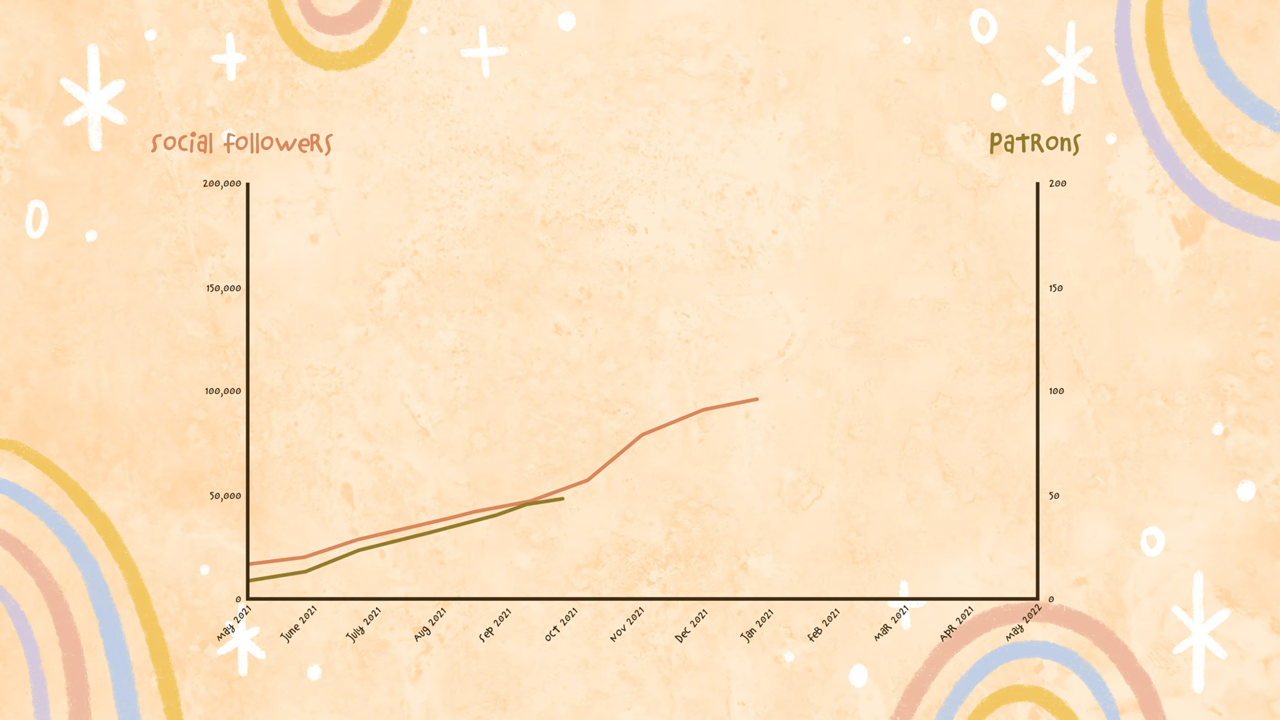 Social Followers
Patrons
200,000
200
150,000
150
100,000
100
50,000
50
0
0
May 2021
June 2021
July 2021
Aug 2021
Sep 2021
Oct 2021
Nov 2021
Dec 2021
Jan 2021
Feb 2021
Mar 2021
Apr 2021
May 2022